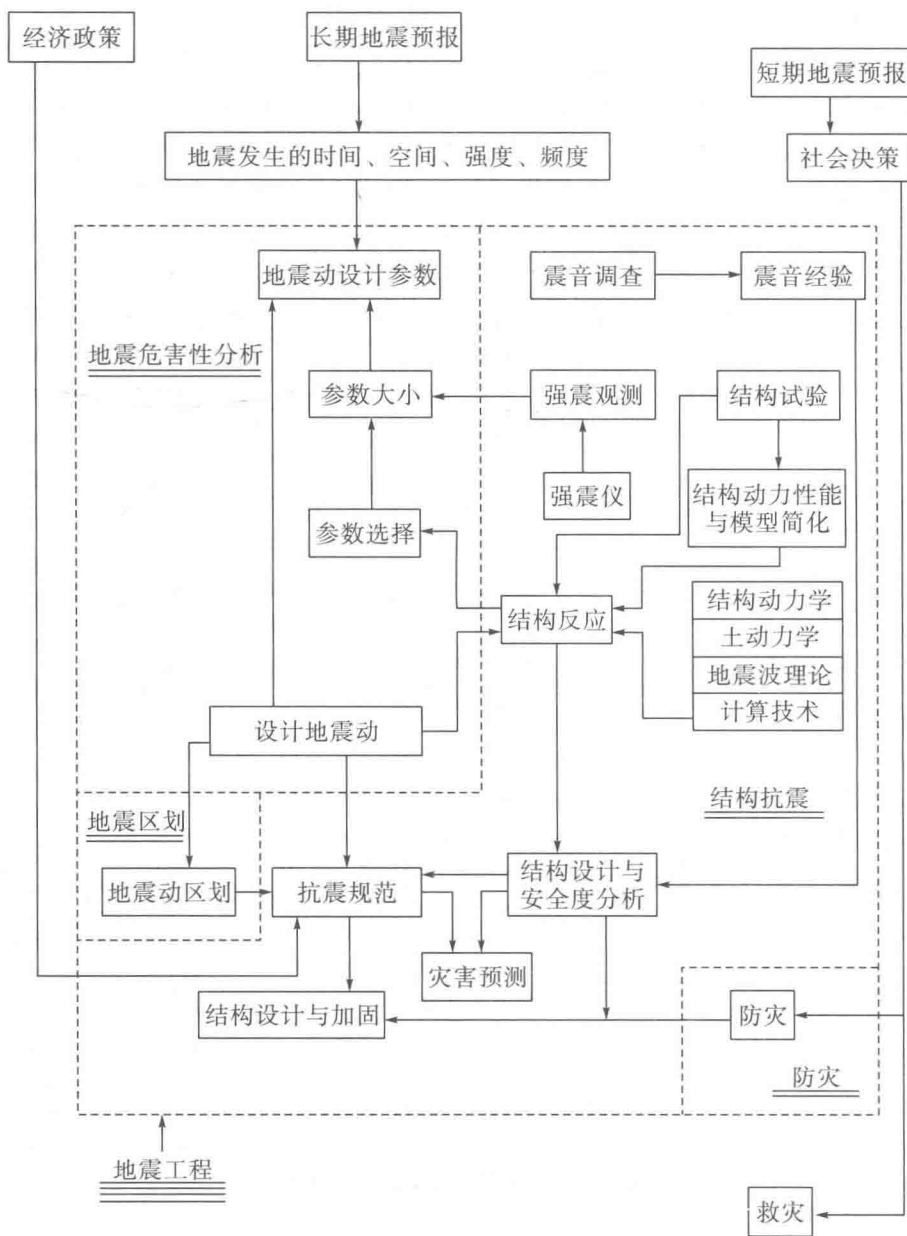 经济政策
长期地震预报
短期地震预报
地震发生的时间、空间、强度、频度
社会决策
地震动设计参数
震音调查
震音经验
地震危害性分析
参数大小
强震观测
结构试验
强震仪
结构动力性能
与模型简化
参数选择
结构反应
结构动力学
土动力学
地震波理论
计算技术
设计地震动
结构抗震
地震区划
地震动区划
抗震规范
结构设计与
安全度分析
灾害预测
结构设计与加固
防灾
防灾
地震工程
救灾